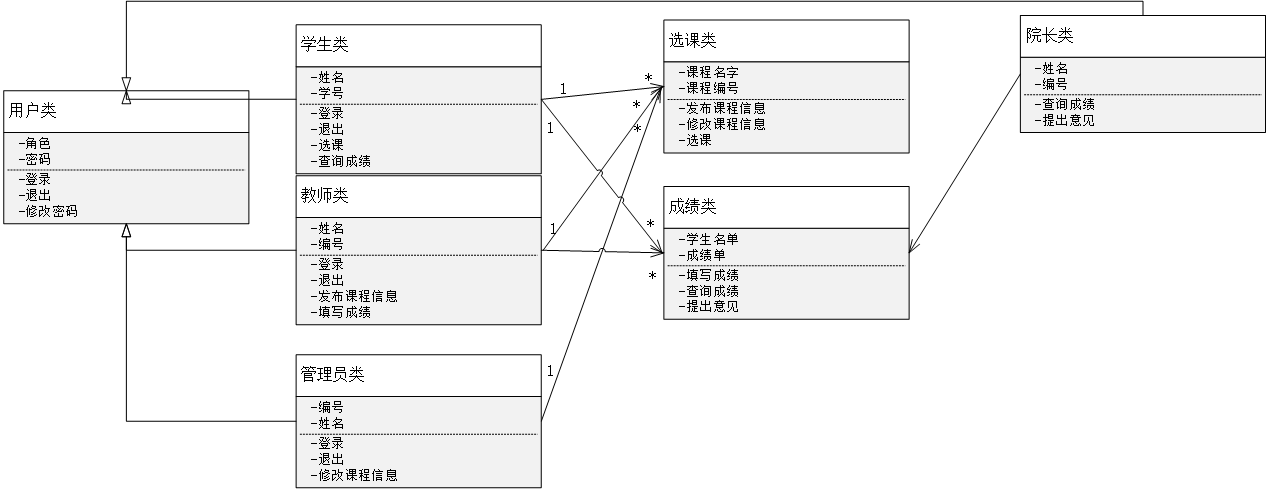 用户类
-角色
-密码
-登录
-退出
-修改密码
学生类
-姓名
-学号
-登录
-退出
-选课
-查询成绩
教师类
-姓名
-编号
-登录
-退出
-发布课程信息
-填写成绩
管理员类
-编号
-姓名
-登录
-退出
-修改课程信息
1
1
1
1
*
*
*
*
*
选课类
-课程名字
-课程编号
-发布课程信息
-修改课程信息
-选课
成绩类
-学生名单
-成绩单
-填写成绩
-查询成绩
-提出意见
院长类
-姓名
-编号
-查询成绩
-提出意见